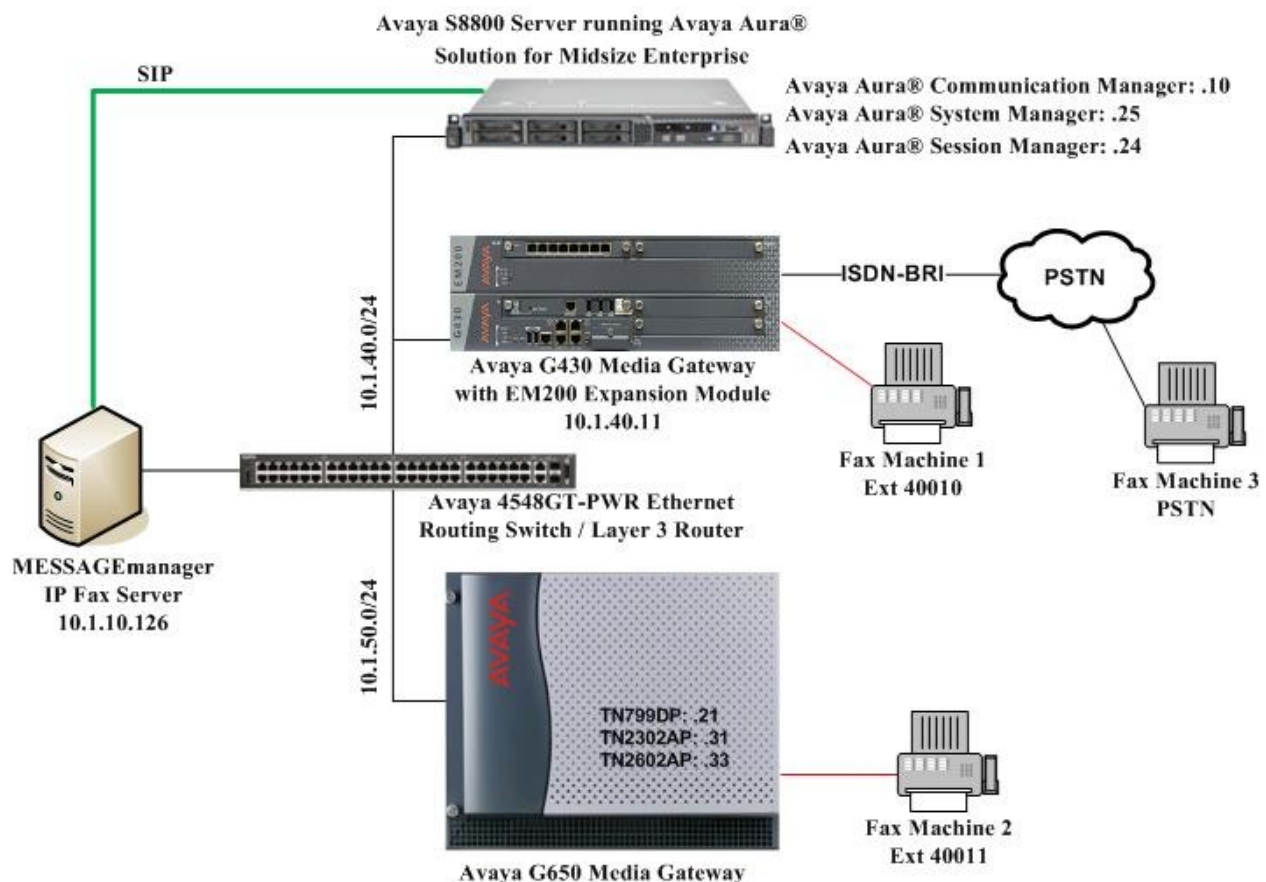 Avaya S8800 Server running Avaya Aura®
Solution for Midsize Enterprise
SIP
Avaya Aura® Communication Manager: .10
Avaya Aura® System Manager: .25
Avaya Aura® Session Manager: .24
EM200
AVAYA
G430
AVAYA
ISDN-BRI
PSTN
10.1.40.0/24
Avaya G430 Media Gateway
with EM200 Expansion Module
10.1.40.11
Fax Machine 1
Ext 40010
Fax Machine 3
PSTN
Avaya 4548GT-PWR Ethernet
Routing Switch / Layer 3 Router
MESSAGEmanager
IP Fax Server
10.1.10.126
10.1.50.0/24
AVAYA
TN799DP: .21
TN2302AP: .31
TN2602AP: .33
Fax Machine 2
Ext 40011
Avaya G650 Media Gateway